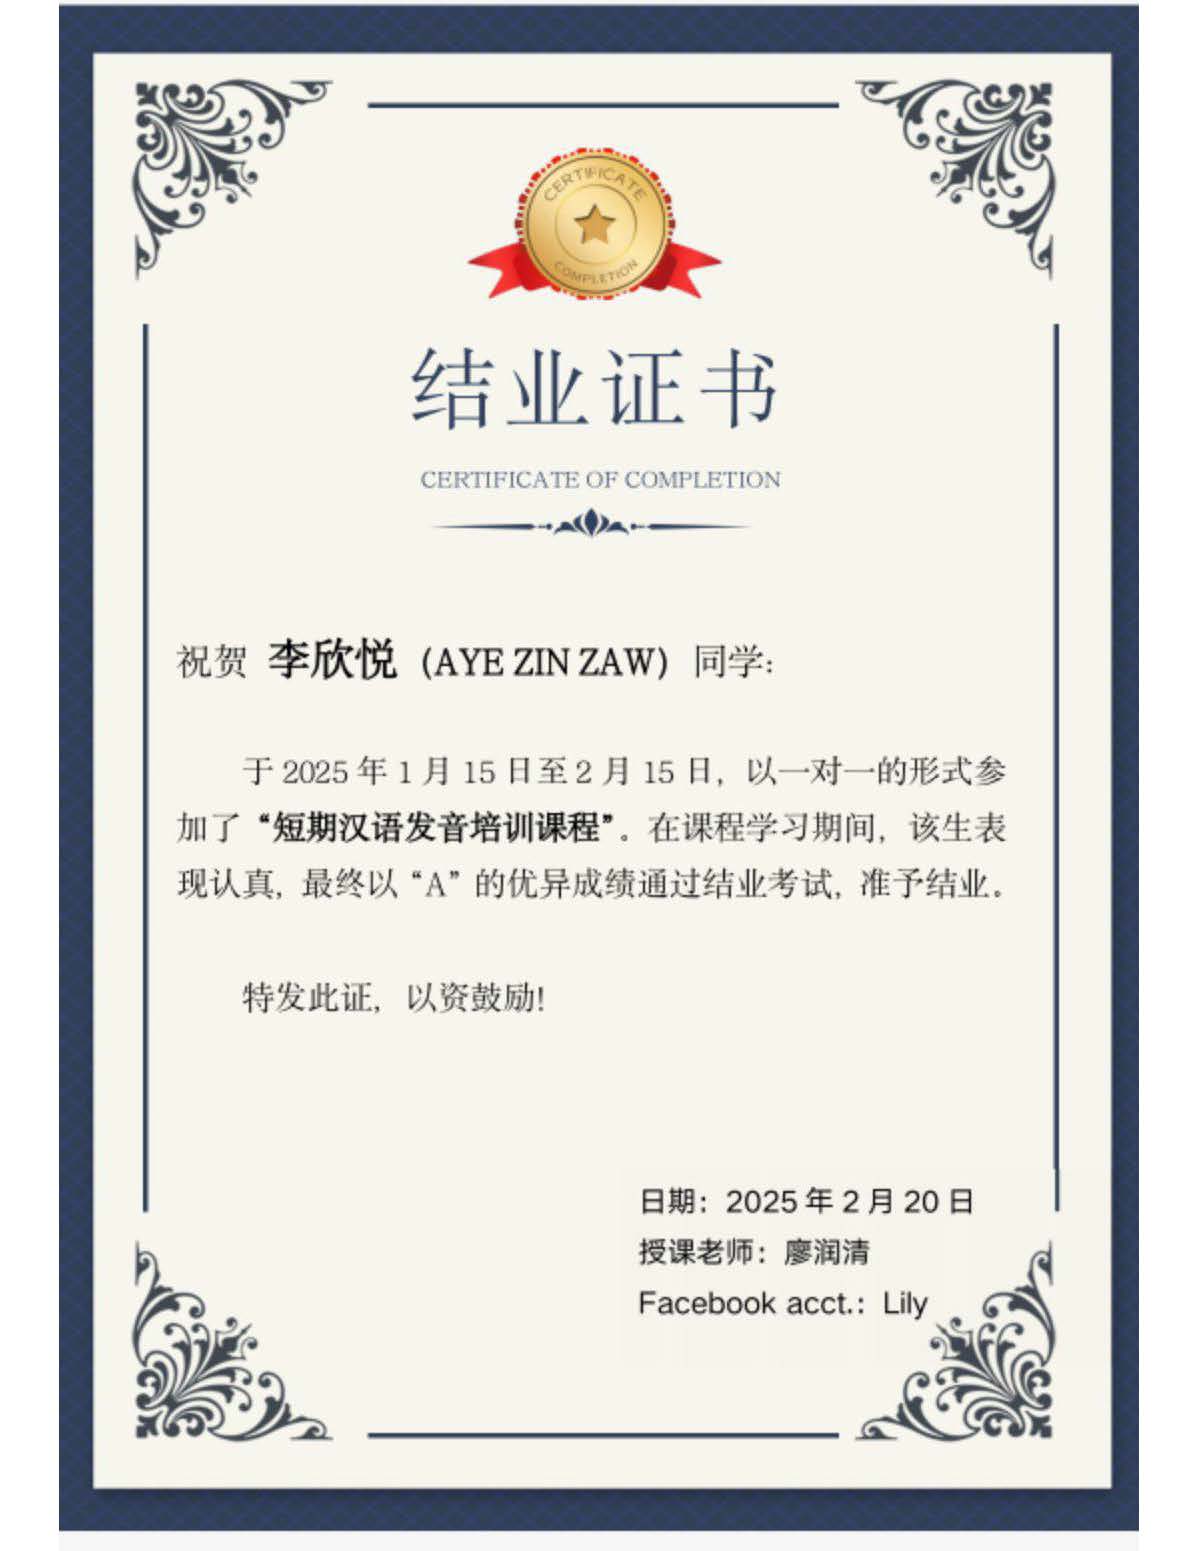 CERTIFICATE
COMPLETION
结业证书
CERTIFICATE OF COMPLETION
祝贺 李欣悦 (AYE ZIN ZAW) 同学：
于 2025 年 1 月 15 日至 2 月 15 日，以一对一的形式参
加了“短期汉语发音培训课程”。在课程学习期间，该生表
现认真，最终以“A”的优异成绩通过结业考试，准予结业。
特发此证，以资鼓励!
日期：2025 年 2 月 20 日
授课老师：廖润清
Facebook acct.：Lily